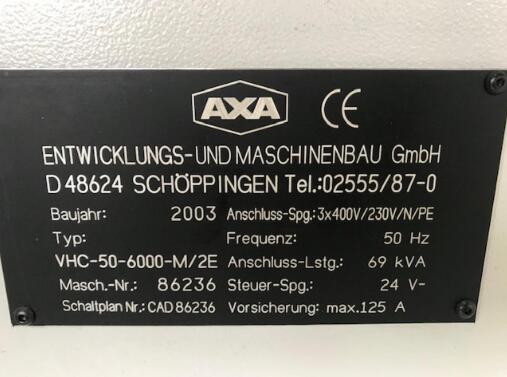 AXA CE
ENTWICKLUNGS-UND MASCHINENBAU GmbH
D 48624 SCHÖPPINGEN Tel.:02555/87-0
Baujahr: 2003 Anschluss-Spg.: 3x400V/230V/N/PE
Typ: Frequenz: 50 Hz
VHC-50-6000-M/2E Anschluss-Lstg.: 69 kVA
Masch.-Nr.: 86236 Steuer-Spg.: 24 V-
Schaltplan Nr.: CAD 86236 Vorsicherung: max.125 A